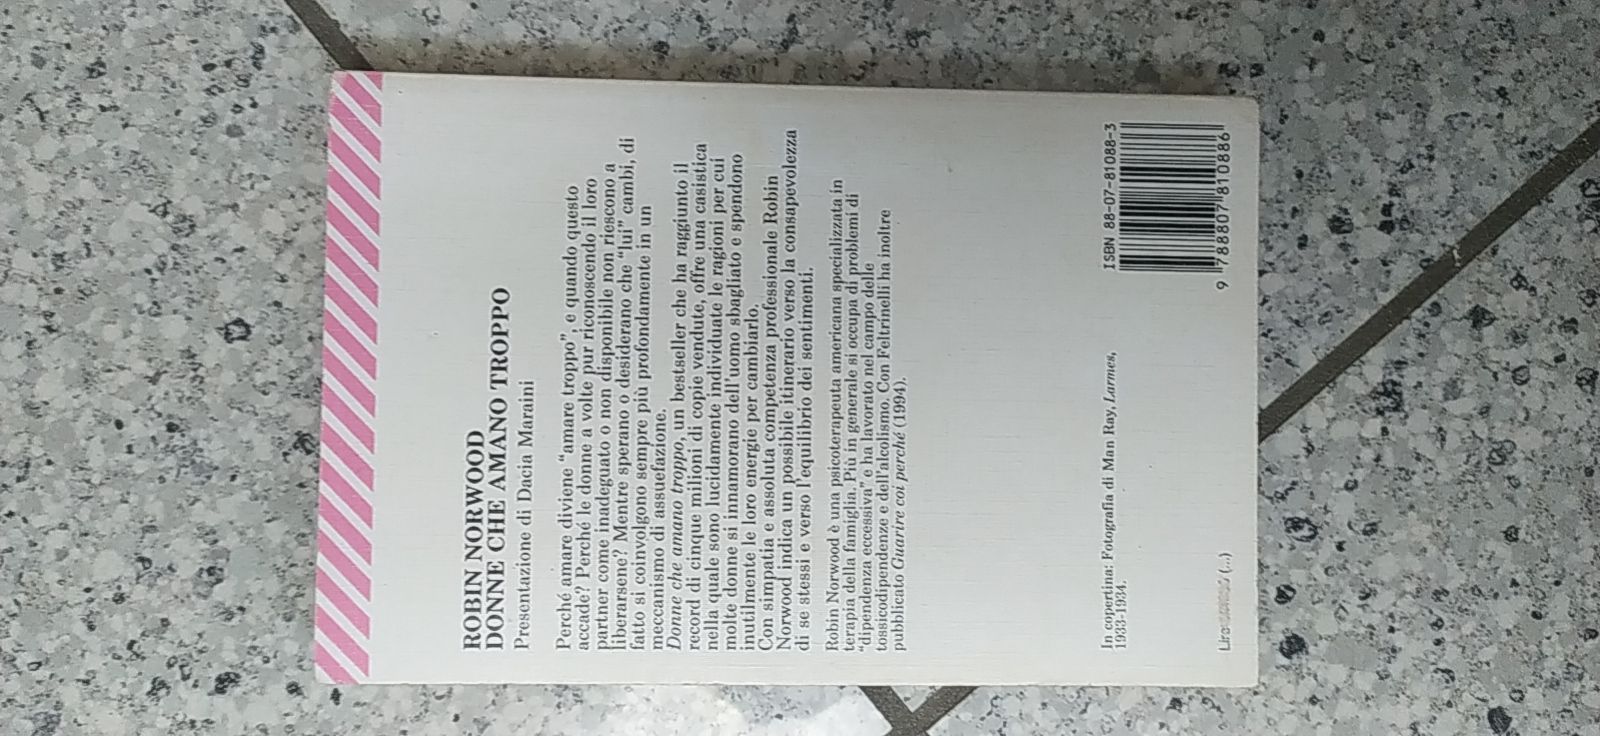 ROBIN NORWOOD
DONNE CHE AMANO TROPPO
Presentazione di Dacia Maraini
Perché amare diviene “amare troppo”, e quando questo
accade? Perché le donne a volte pur riconoscendo il loro
partner come inadeguato o non disponibile non riescono a
liberarsene? Mentre sperano o desiderano che “lui” cambi, di
fatto si coinvolgono sempre più profondamente in un
meccanismo di assuefazione.
Donne che amano troppo, un bestseller che ha raggiunto il
record di cinque milioni di copie vendute, offre una casistica
nella quale sono lucidamente individuate le ragioni per cui
molte donne si innamorano dell'uomo sbagliato e spendono
inutilmente le loro energie per cambiarlo.
Con simpatia e assoluta competenza professionale Robin
Norwood indica un possibile itinerario verso la consapevolezza
di se stessi e verso l'equilibrio dei sentimenti.
Robin Norwood è una psicoterapeuta americana specializzata in
terapia della famiglia. Più in generale si occupa di problemi di
“dipendenza eccessiva” e ha lavorato nel campo delle
tossicodipendenze e dell'alcolismo. Con Feltrinelli ha inoltre
pubblicato Guarire coi perché (1994).
In copertina: Fotografia di Man Ray, Larmes,
1933-1934.
ISBN 88-07-81088-3
9 788807 810886
Lire (...)